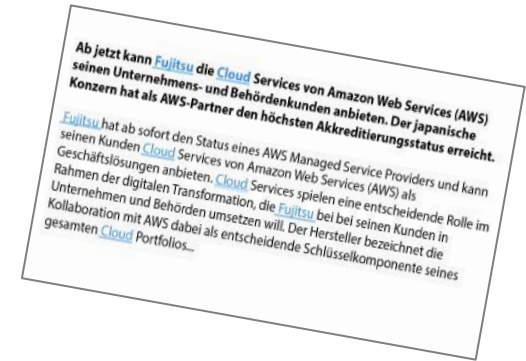 Ab jetzt kann Fujitsu die Cloud Services von Amazon Web Services (AWS)
seinen Unternehmens- und Behördenkunden anbieten. Der japanische
Konzern hat als AWS-Partner den höchsten Akkreditierungsstatus erreicht.
Fujitsu hat ab sofort den Status eines AWS Managed Service Providers und kann
seinen Kunden Cloud Services von Amazon Web Services (AWS) als
Geschäftslösungen anbieten. Cloud Services spielen eine entscheidende Rolle im
Rahmen der digitalen Transformation, die Fujitsu bei bei seinen Kunden in
Unternehmen und Behörden umsetzen will. Der Hersteller bezeichnet die
Kollaboration mit AWS dabei als entscheidende Schlüsselkomponente seines
gesamten Cloud Portfolios...